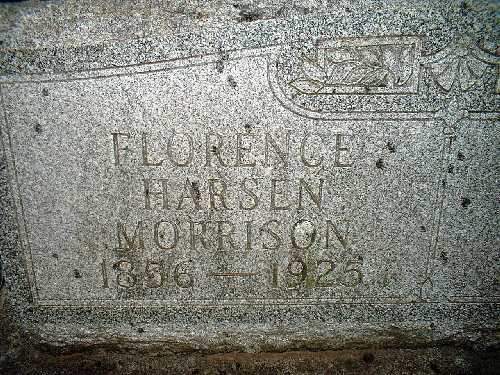 FLORENCE
HARSEN
MORRISON
1856 — 1925